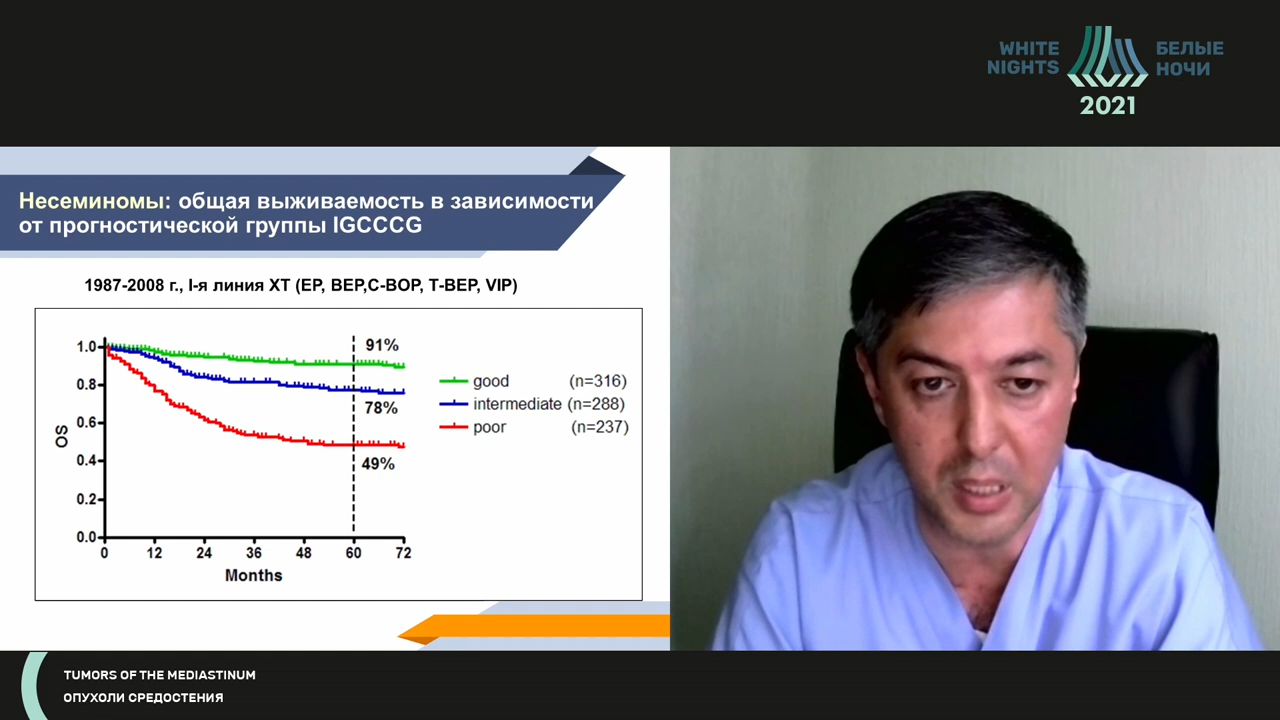 WHITE
NIGHTS
БЕЛЫЕ
НОЧИ
2021
Несеминомы: общая выживаемость в зависимости
от прогностической группы IGCCCG
1987-2008 г., I-я линия ХТ (EP, BEP,C-BOP, T-BEP, VIP)
OS
1.0
0.8
0.6
0.4
0.2
0.0
0 12 24 36 48 60 72
Months
91%
78%
49%
good (n=316)
intermediate (n=288)
poor (n=237)
TUMORS OF THE MEDIASTINUM
ОПУХОЛИ СРЕДОСТЕНИЯ